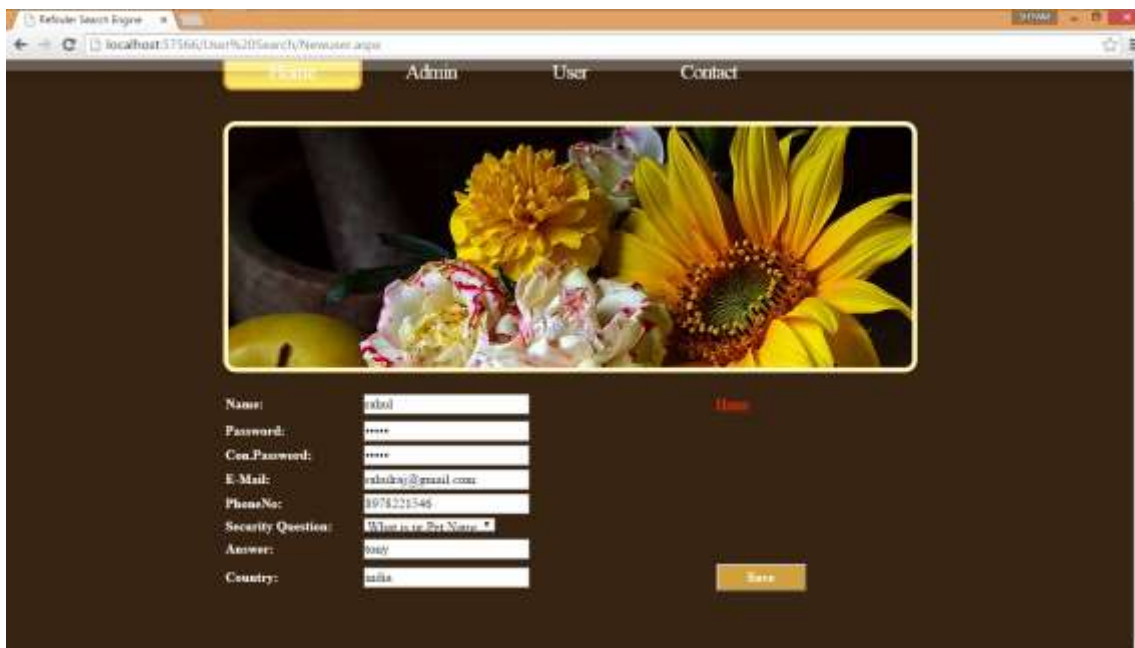 Refinder Search Engine
localhost:57566/User%20Search/Newuser.aspx
Home Admin User Contact
Name: rahul Home
Password: •••••
Con.Password: •••••
E-Mail: rahulraj@gmail.com
PhoneNo: 8978221546
Security Question: What is ur Pet Name
Answer: tony
Country: india Save